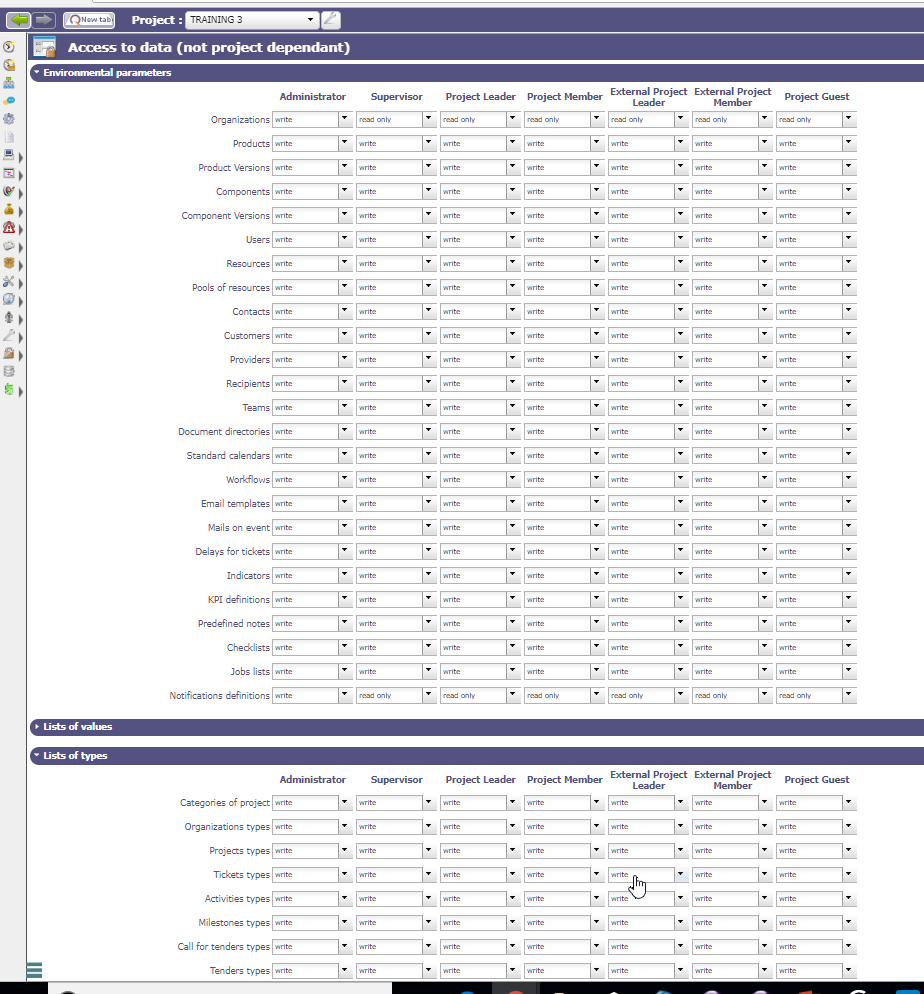 New tab Project : TRAINING 3
Access to data (not project dependant)
Environmental parameters
Administrator Supervisor Project Leader Project Member External Project Leader External Project Member Project Guest
Organizations write read only read only read only read only read only read only
Products write write write write write write write
Product Versions write write write write write write write
Components write write write write write write write
Component Versions write write write write write write write
Users write write write write write write write
Resources write write write write write write write
Pools of resources write write write write write write write
Contacts write write write write write write write
Customers write write write write write write write
Providers write write write write write write write
Recipients write write write write write write write
Teams write write write write write write write
Document directories write write write write write write write
Standard calendars write write write write write write write
Workflows write write write write write write write
Email templates write write write write write write write
Mails on event write write write write write write write
Delays for tickets write write write write write write write
Indicators write write write write write write write
KPI definitions write write write write write write write
Predefined notes write write write write write write write
Checklists write write write write write write write
Jobs lists write write write write write write write
Notifications definitions write read only read only read only read only read only read only
Lists of values
Lists of types
Administrator Supervisor Project Leader Project Member External Project Leader External Project Member Project Guest
Categories of project write write write write write write write
Organizations types write write write write write write write
Projects types write write write write write write write
Tickets types write write write write write write write
Activities types write write write write write write write
Milestones types write write write write write write write
Call for tenders types write write write write write write write
Tenders types write write write write write write write